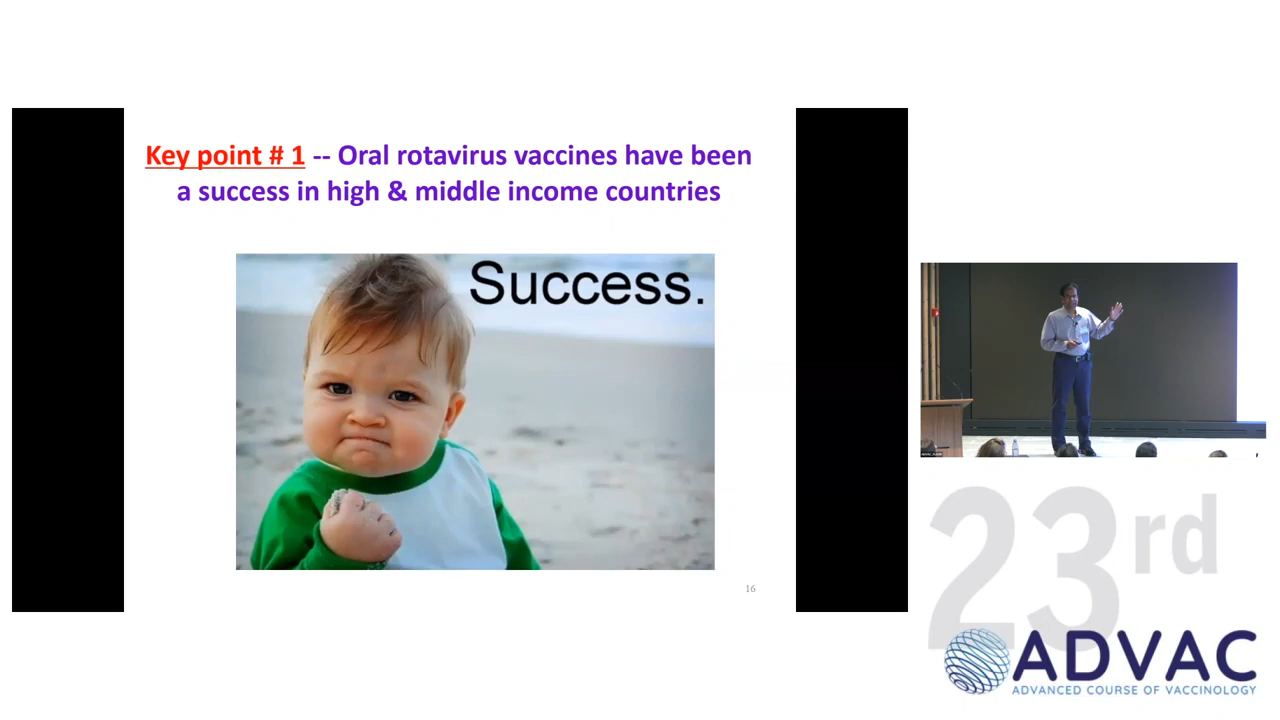 Key point # 1 -- Oral rotavirus vaccines have been
a success in high & middle income countries
Success.
16
23rd
ADVAC
ADVANCED COURSE OF VACCINOLOGY